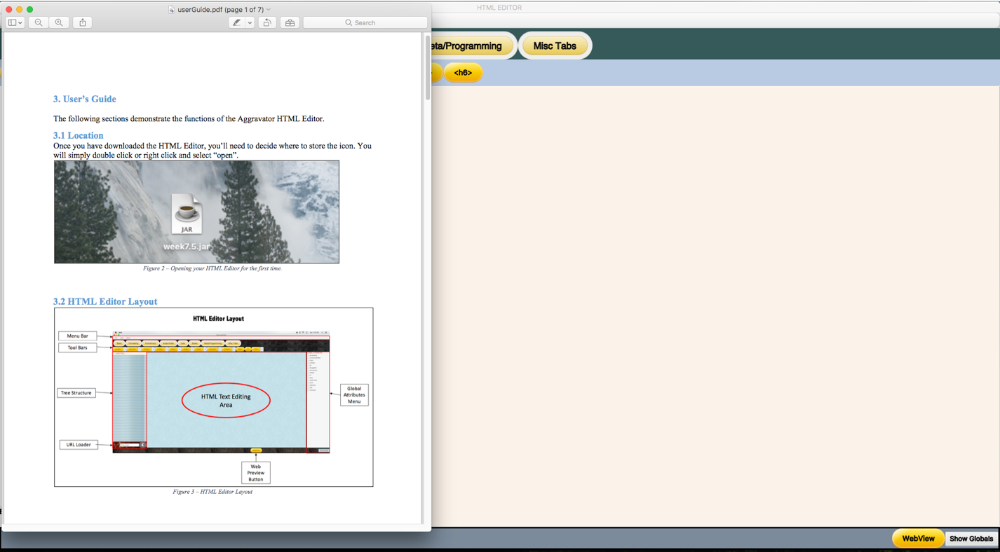 userGuide.pdf (page 1 of 7)
HTML EDITOR
Search
eta/Programming
Misc Tabs
<h6>
3. User’s Guide
The following sections demonstrate the functions of the Aggravator HTML Editor.
3.1 Location
Once you have downloaded the HTML Editor, you’ll need to decide where to store the icon. You
will simply double click or right click and select “open”.
JAR
week7.5.jar
Figure 2 – Opening your HTML Editor for the first time.
3.2 HTML Editor Layout
HTML Editor Layout
Menu Bar
Tool Bars
Tree Structure
HTML Text Editing
Area
Global
Attributes
Menu
URL Loader
Web
Preview
Button
Figure 3 – HTML Editor Layout
WebView
Show Globals